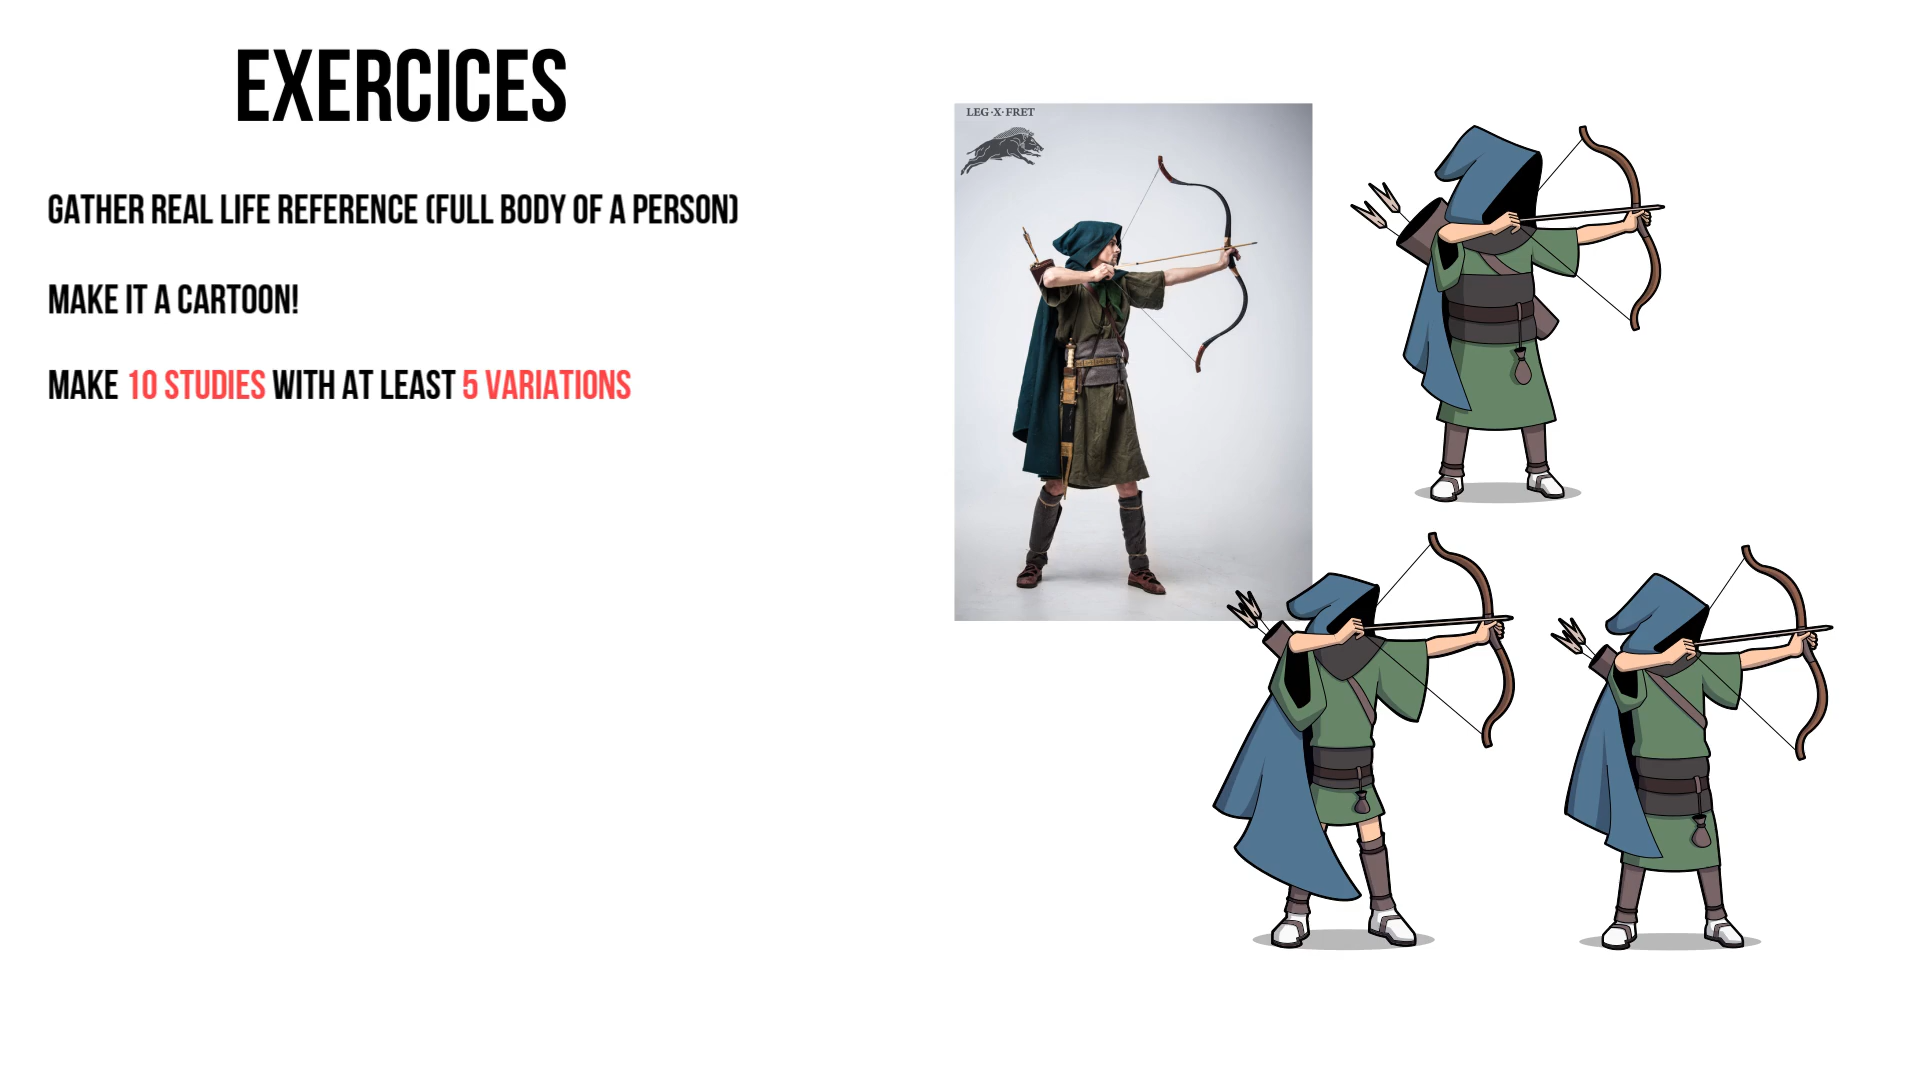 EXERCICES
GATHER REAL LIFE REFERENCE (FULL BODY OF A PERSON)
MAKE IT A CARTOON!
MAKE 10 STUDIES WITH AT LEAST 5 VARIATIONS
LEG·X·FRET